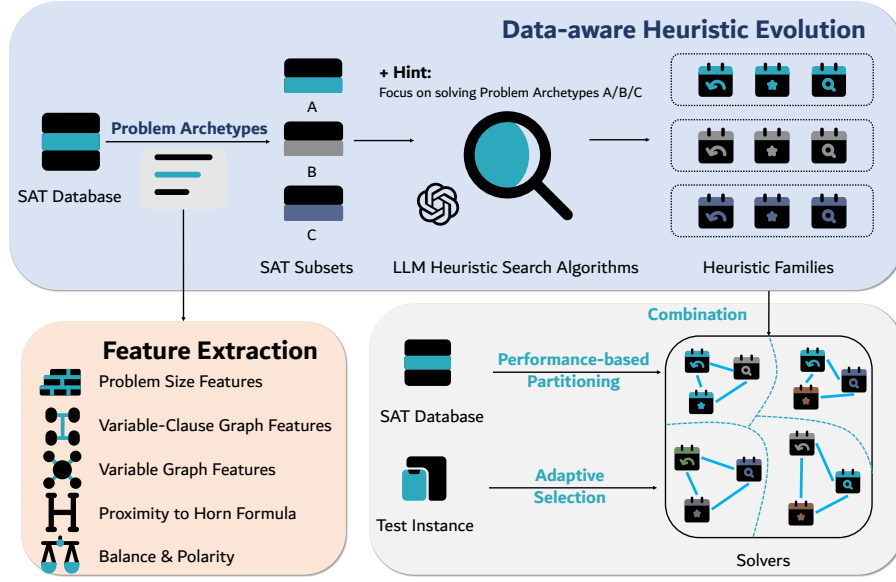 Data-aware Heuristic Evolution
+ Hint:
Focus on solving Problem Archetypes A/B/C
Problem Archetypes
A
B
C
SAT Database
SAT Subsets
LLM Heuristic Search Algorithms
Heuristic Families
Feature Extraction
Problem Size Features
Variable-Clause Graph Features
Variable Graph Features
Proximity to Horn Formula
Balance & Polarity
Combination
Performance-based
Partitioning
SAT Database
Adaptive
Selection
Test Instance
Solvers